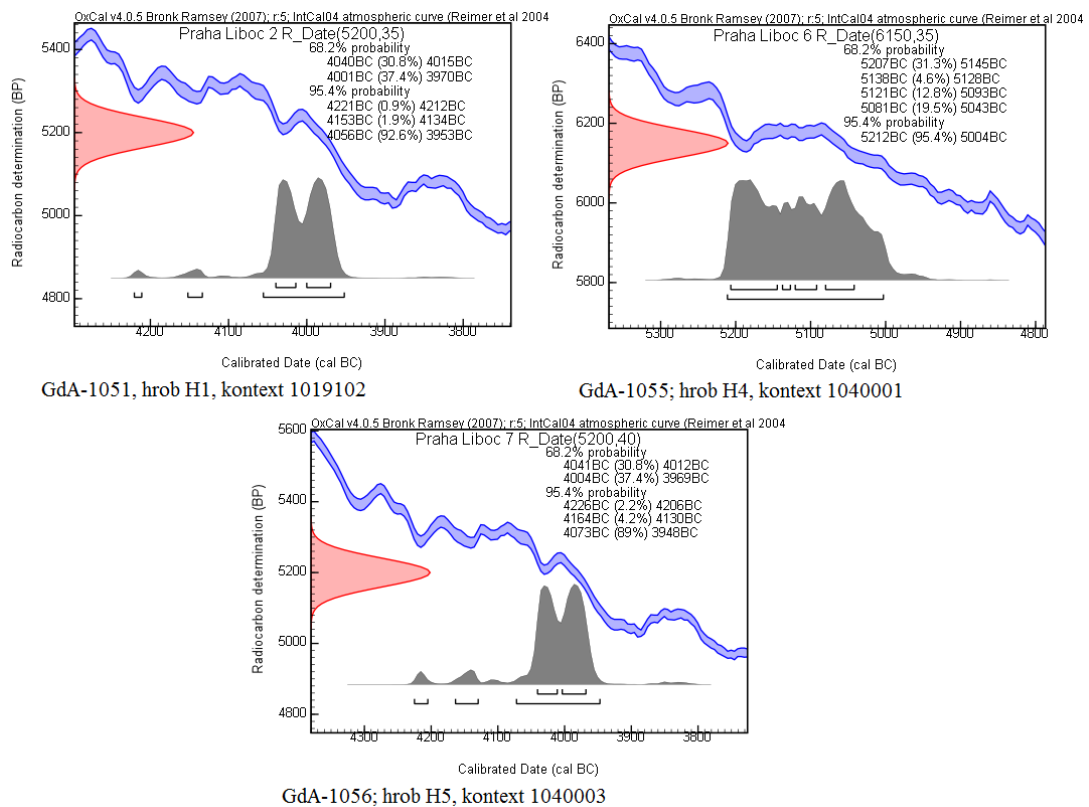 OxCal v4.0.5 Bronk Ramsey (2007); r:5; IntCal04 atmospheric curve (Reimer et al 2004
Praha Liboc 2 R_Date(5200,35)
68.2% probability
4040BC (30.8%) 4015BC
4001BC (37.4%) 3970BC
95.4% probability
4221BC (0.9%) 4212BC
4153BC (1.9%) 4134BC
4056BC (92.6%) 3953BC
Radiocarbon determination (BP)
5400
5200
5000
4800
4200 4100 4000 3900 3800
Calibrated Date (cal BC)
GdA-1051, hrob H1, kontext 1019102
OxCal v4.0.5 Bronk Ramsey (2007); r:5; IntCal04 atmospheric curve (Reimer et al 2004
Praha Liboc 6 R_Date(6150,35)
68.2% probability
5207BC (31.3%) 5145BC
5138BC (4.6%) 5128BC
5121BC (12.8%) 5093BC
5081BC (19.5%) 5043BC
95.4% probability
5212BC (95.4%) 5004BC
Radiocarbon determination (BP)
6400
6200
6000
5800
5300 5200 5100 5000 4900 4800
Calibrated Date (cal BC)
GdA-1055; hrob H4, kontext 1040001
OxCal v4.0.5 Bronk Ramsey (2007); r:5; IntCal04 atmospheric curve (Reimer et al 2004
Praha Liboc 7 R_Date(5200,40)
68.2% probability
4041BC (30.8%) 4012BC
4004BC (37.4%) 3969BC
95.4% probability
4226BC (2.2%) 4206BC
4164BC (4.2%) 4130BC
4073BC (89%) 3948BC
Radiocarbon determination (BP)
5600
5400
5200
5000
4800
4300 4200 4100 4000 3900 3800
Calibrated Date (cal BC)
GdA-1056; hrob H5, kontext 1040003